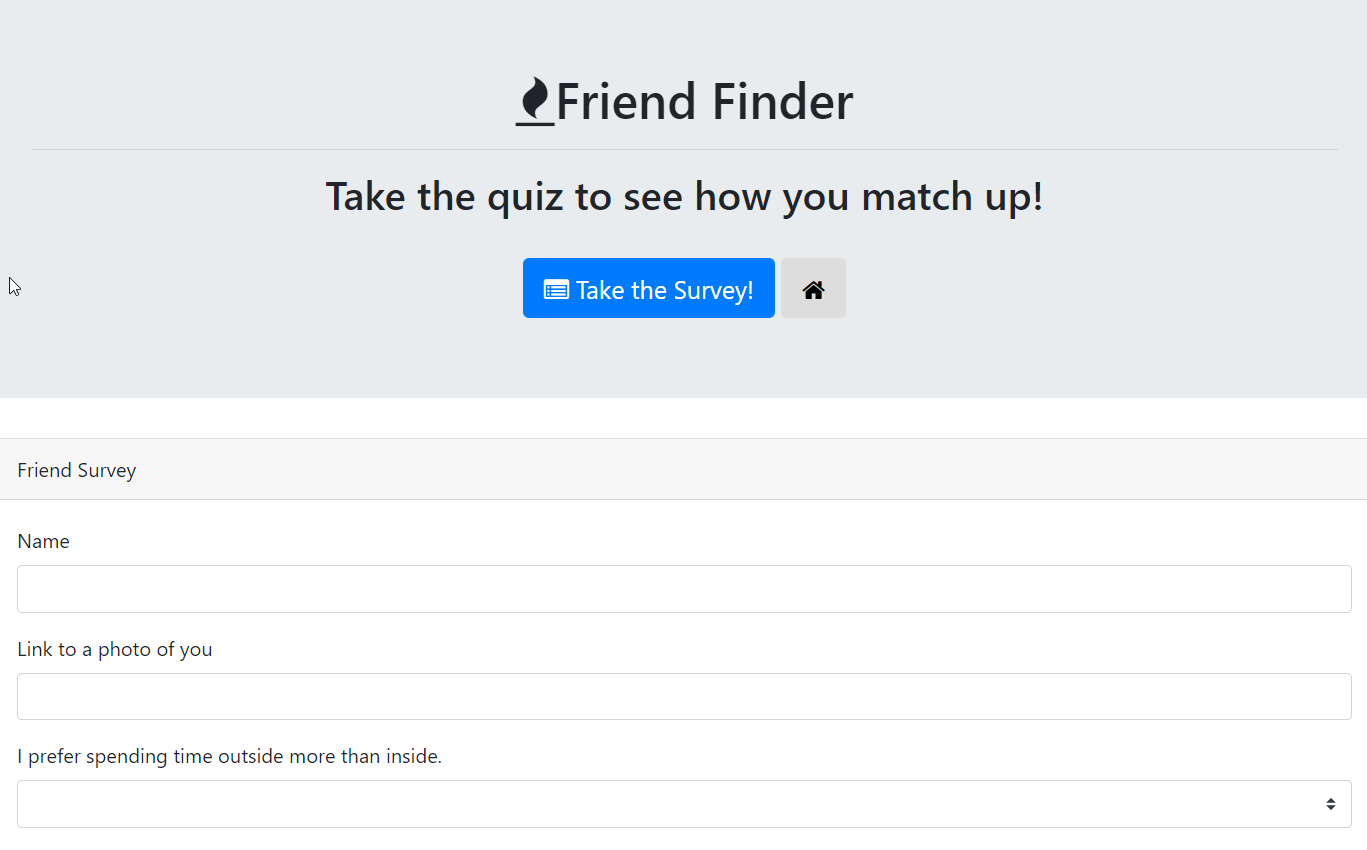 Friend Finder
Take the quiz to see how you match up!
Take the Survey!
Friend Survey
Name
Link to a photo of you
I prefer spending time outside more than inside.